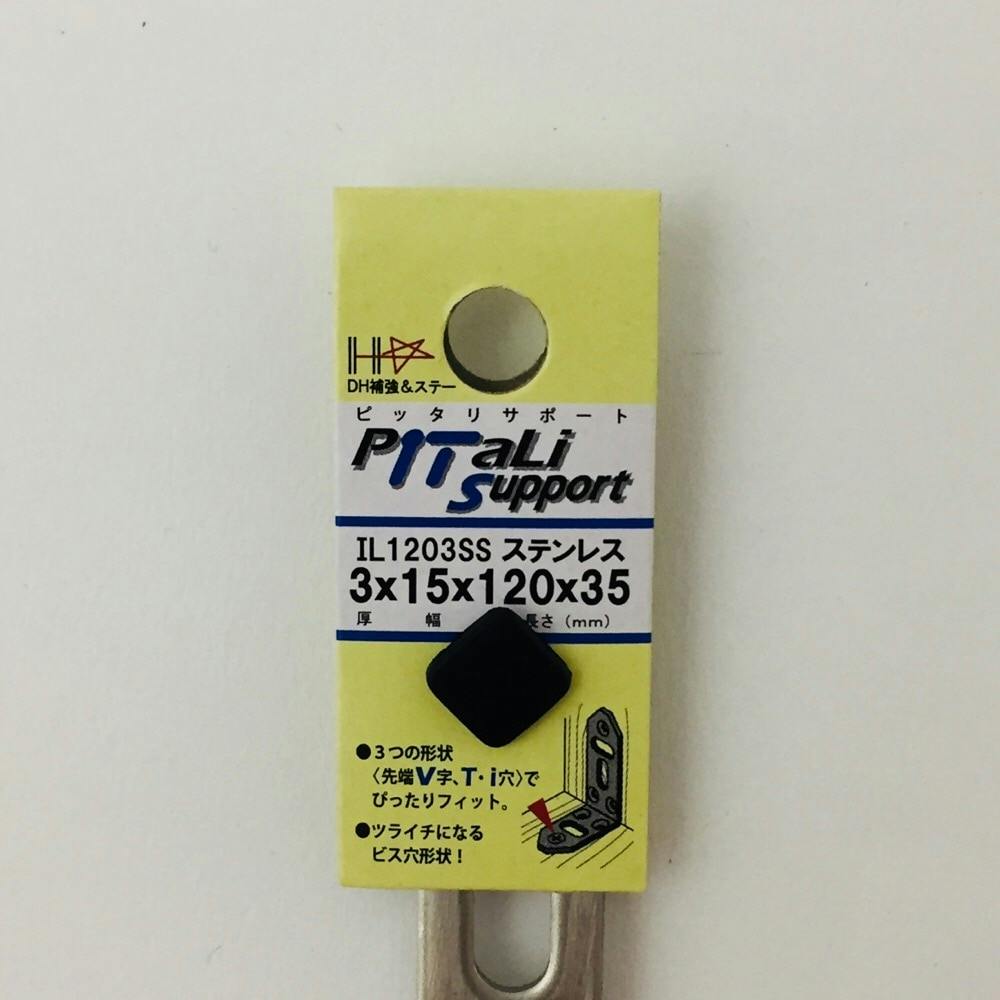 DH補強&ステー
ピッタリサポート
PiTaLi
Support
IL1203SS ステンレス
3x15x120x35
厚 幅 長さ(mm)
●3つの形状
〈先端V字、T・i穴〉で
ぴったりフィット。
●ツライチになる
ビス穴形状!